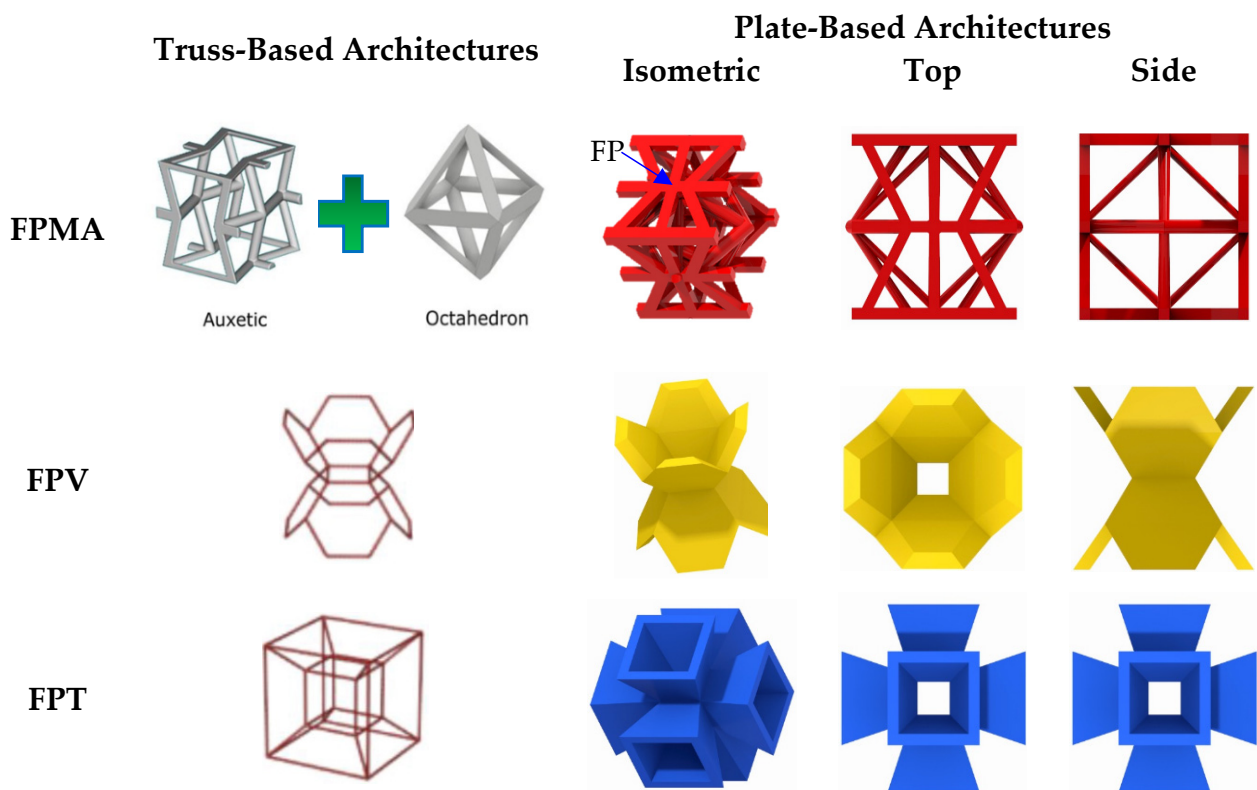 Truss-Based Architectures
Plate-Based Architectures
Isometric
Top
Side
FPMA
Auxetic
Octahedron
FP
FPV
FPT